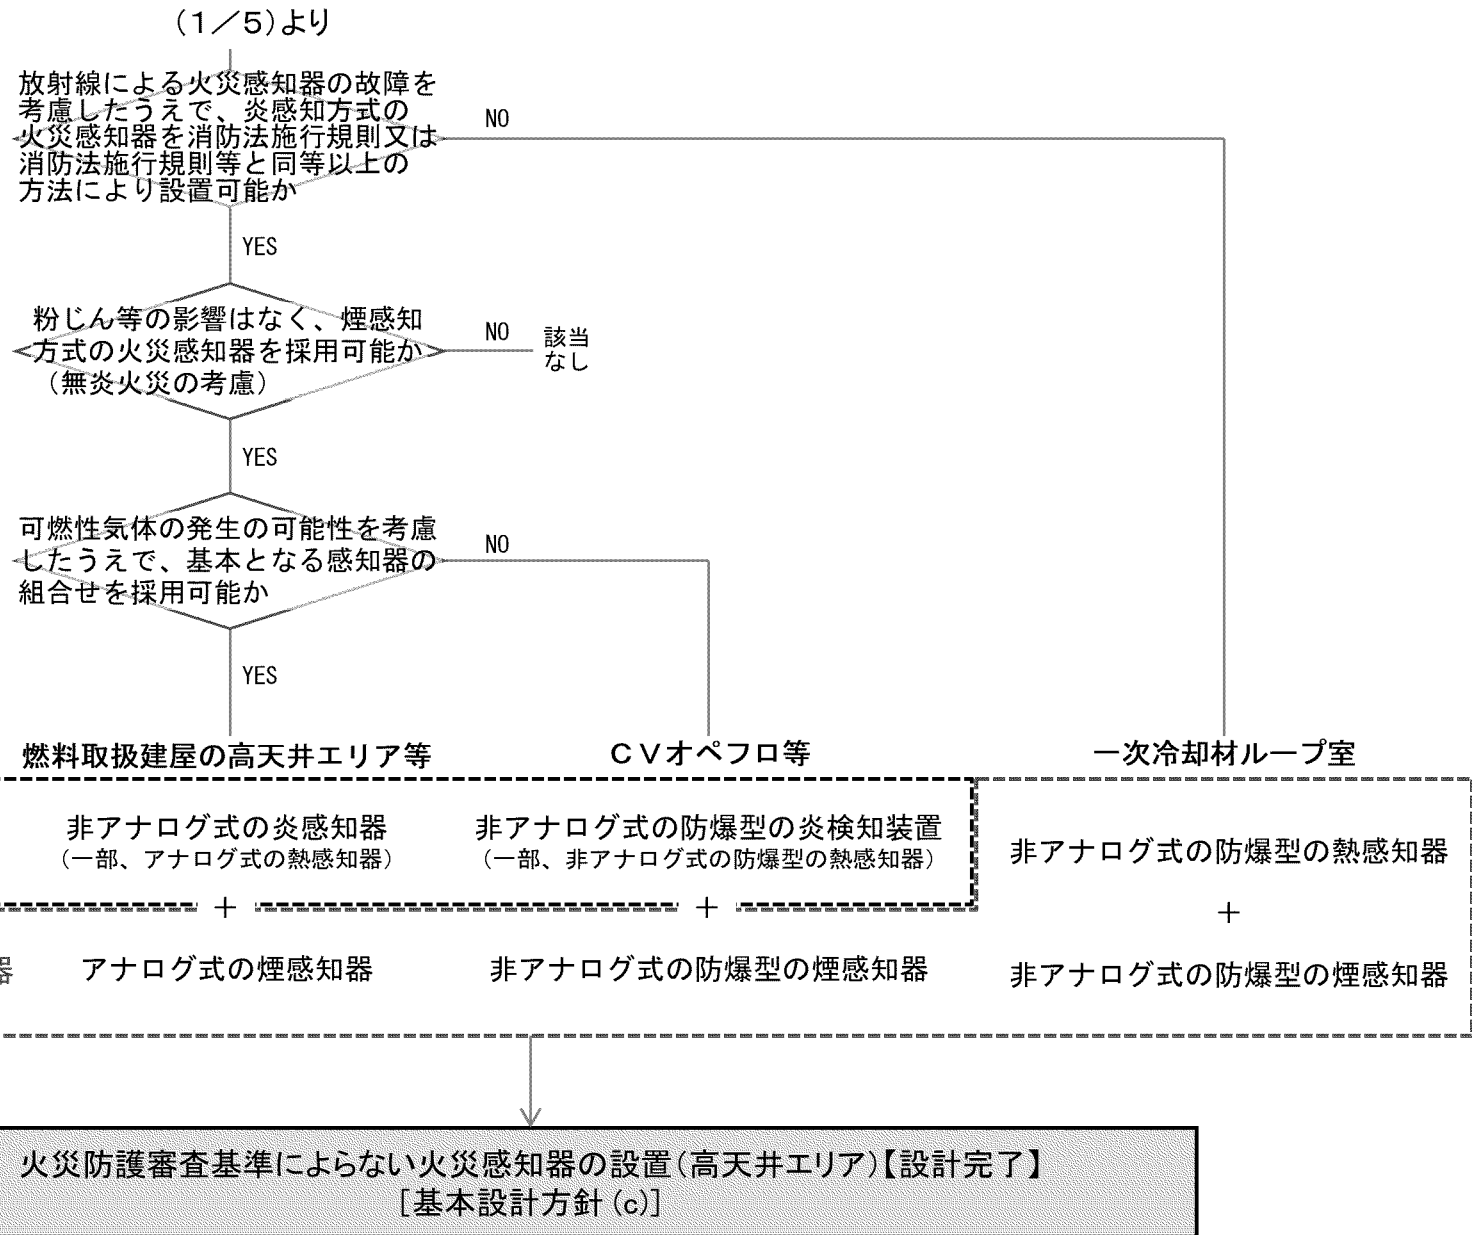 (1／5)より
放射線による火災感知器の故障を
考慮したうえで、炎感知方式の
火災感知器を消防法施行規則又は
消防法施行規則等と同等以上の
方法により設置可能か
NO
YES
粉じん等の影響はなく、煙感知
方式の火災感知器を採用可能か
（無炎火災の考慮）
NO
該当
なし
YES
可燃性気体の発生の可能性を考慮
したうえで、基本となる感知器の
組合せを採用可能か
NO
YES
燃料取扱建屋の高天井エリア等
ＣＶオペフロ等
一次冷却材ループ室
非アナログ式の炎感知器
（一部、アナログ式の熱感知器）
＋
アナログ式の煙感知器
非アナログ式の防爆型の炎検知装置
（一部、非アナログ式の防爆型の熱感知器）
＋
非アナログ式の防爆型の煙感知器
非アナログ式の防爆型の熱感知器
＋
非アナログ式の防爆型の煙感知器
器
火災防護審査基準によらない火災感知器の設置(高天井エリア)【設計完了】
[基本設計方針(c)]